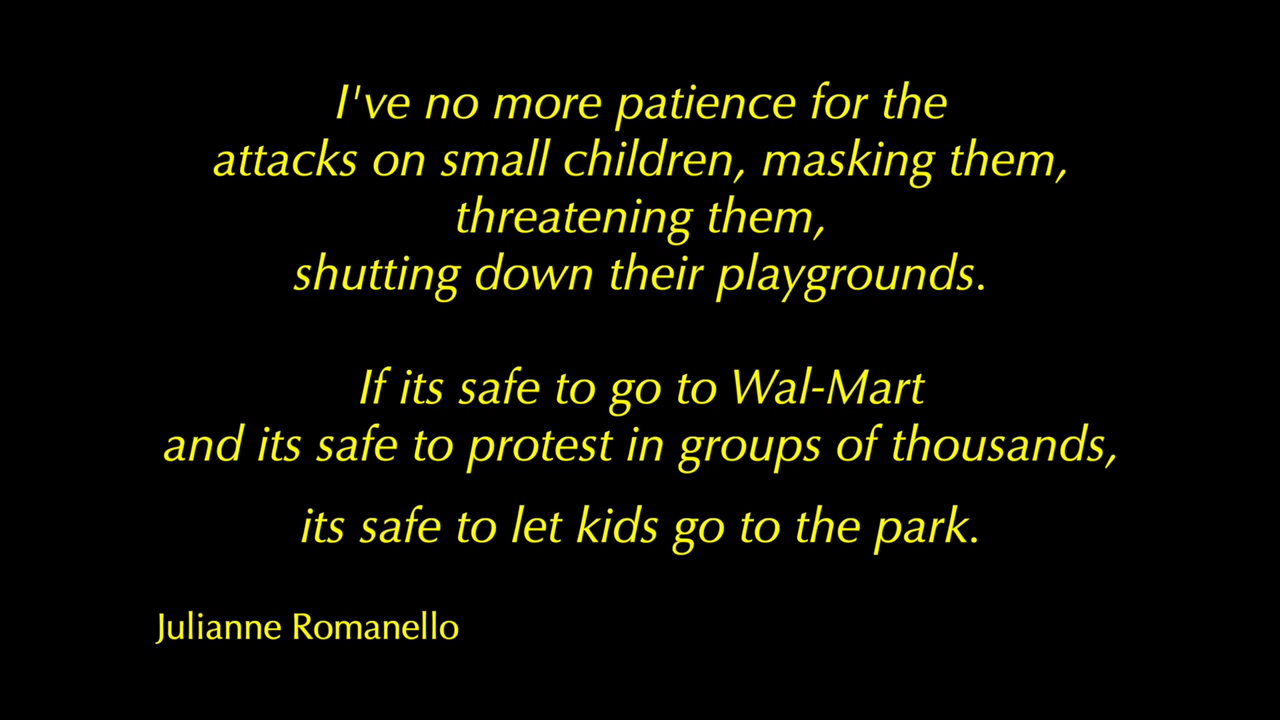 I've no more patience for the
attacks on small children, masking them,
threatening them,
shutting down their playgrounds.
If its safe to go to Wal-Mart
and its safe to protest in groups of thousands,
its safe to let kids go to the park.
Julianne Romanello